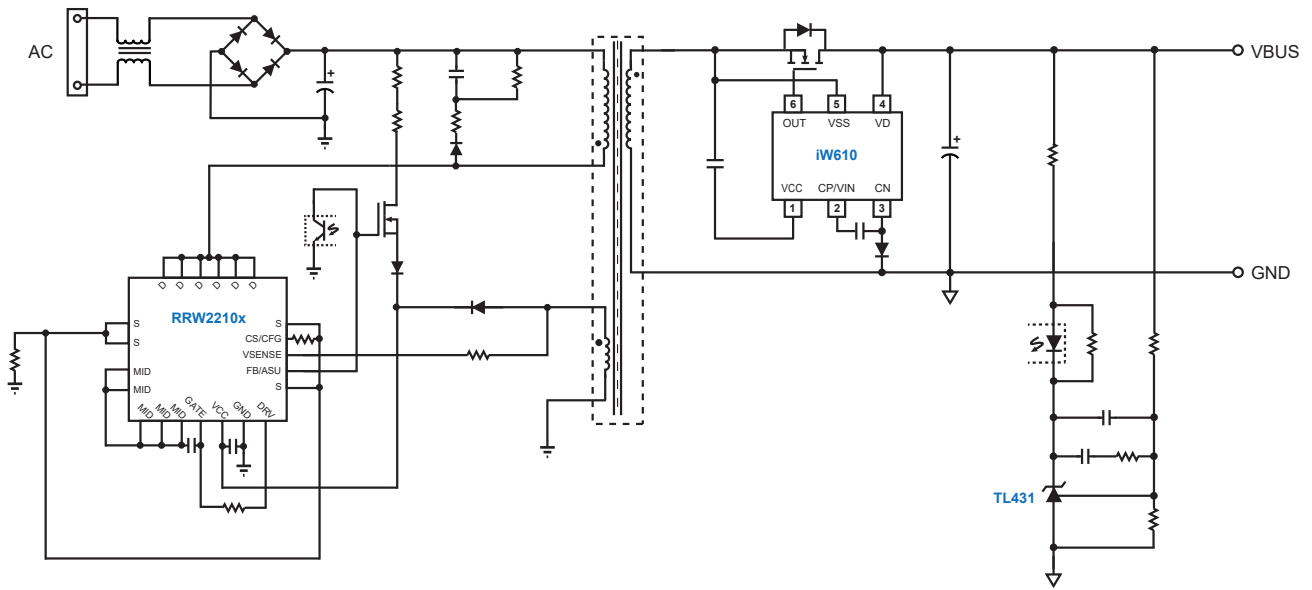 AC
VBUS
6 5 4
OUT VSS VD
iW610
VCC CP/VIN CN
1 2 3
GND
D D D D D D
RRW2210x
S S
S CS/CFG
VSENSE
MID FB/ASU
MID S
MID MID MID GATE VCC GND DRV
TL431
+
+
+